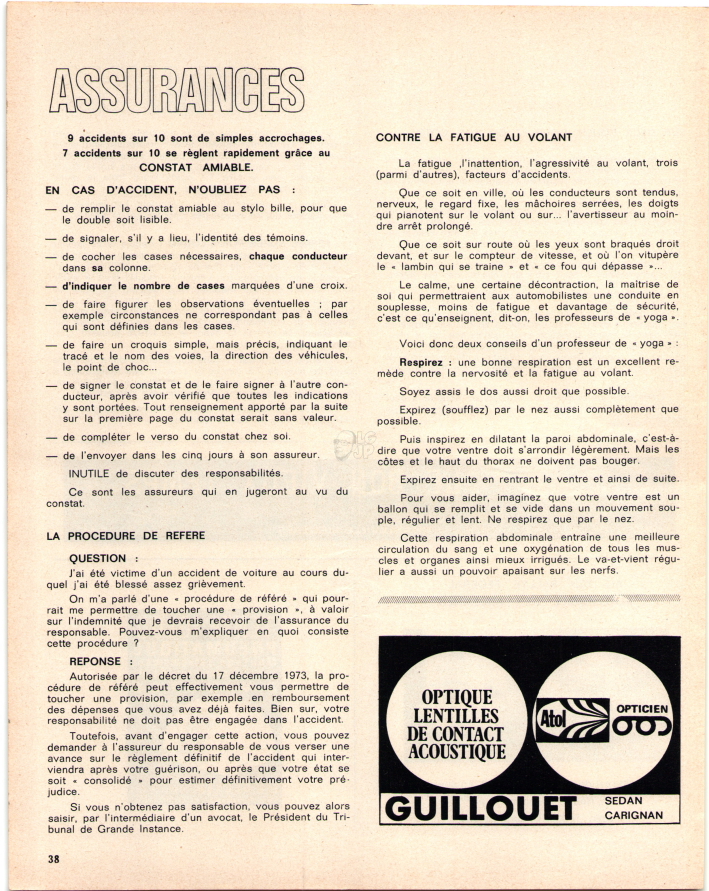 ASSURANCES
9 accidents sur 10 sont de simples accrochages.
7 accidents sur 10 se règlent rapidement grâce au
CONSTAT AMIABLE.
EN CAS D'ACCIDENT, N'OUBLIEZ PAS :
— de remplir le constat amiable au stylo bille, pour que
le double soit lisible.
— de signaler, s'il y a lieu, l'identité des témoins.
— de cocher les cases nécessaires, chaque conducteur
dans sa colonne.
— d'indiquer le nombre de cases marquées d'une croix.
— de faire figurer les observations éventuelles ; par
exemple circonstances ne correspondant pas à celles
qui sont définies dans les cases.
— de faire un croquis simple, mais précis, indiquant le
tracé et le nom des voies, la direction des véhicules,
le point de choc...
— de signer le constat et de le faire signer à l'autre con-
ducteur, après avoir vérifié que toutes les indications
y sont portées. Tout renseignement apporté par la suite
sur la première page du constat serait sans valeur.
— de compléter le verso du constat chez soi.
— de l'envoyer dans les cinq jours à son assureur.
INUTILE de discuter des responsabilités.
Ce sont les assureurs qui en jugeront au vu du
constat.
LA PROCEDURE DE REFERE
QUESTION :
J'ai été victime d'un accident de voiture au cours du-
quel j'ai été blessé assez grièvement.
On m'a parlé d'une « procédure de référé » qui pour-
rait me permettre de toucher une « provision », à valoir
sur l'indemnité que je devrais recevoir de l'assurance du
responsable. Pouvez-vous m'expliquer en quoi consiste
cette procédure ?
REPONSE :
Autorisée par le décret du 17 décembre 1973, la pro-
cédure de référé peut effectivement vous permettre de
toucher une provision, par exemple en remboursement
des dépenses que vous avez déjà faites. Bien sur, votre
responsabilité ne doit pas être engagée dans l'accident.
Toutefois, avant d'engager cette action, vous pouvez
demander à l'assureur du responsable de vous verser une
avance sur le règlement définitif de l'accident qui inter-
viendra après votre guérison, ou après que votre état se
soit « consolidé » pour estimer définitivement votre pré-
judice.
Si vous n'obtenez pas satisfaction, vous pouvez alors
saisir, par l'intermédiaire d'un avocat, le Président du Tri-
bunal de Grande Instance.
38
CONTRE LA FATIGUE AU VOLANT
La fatigue ,l'inattention, l'agressivité au volant, trois
(parmi d'autres), facteurs d'accidents.
Que ce soit en ville, où les conducteurs sont tendus,
nerveux, le regard fixe, les mâchoires serrées, les doigts
qui pianotent sur le volant ou sur... l'avertisseur au moin-
dre arrêt prolongé.
Que ce soit sur route où les yeux sont braqués droit
devant, et sur le compteur de vitesse, et où l'on vitupère
le « lambin qui se traine » et « ce fou qui dépasse »...
Le calme, une certaine décontraction, la maîtrise de
soi qui permettraient aux automobilistes une conduite en
souplesse, moins de fatigue et davantage de sécurité,
c'est ce qu'enseignent, dit-on, les professeurs de « yoga ».
Voici donc deux conseils d'un professeur de « yoga » :
Respirez : une bonne respiration est un excellent re-
mède contre la nervosité et la fatigue au volant.
Soyez assis le dos aussi droit que possible.
Expirez (soufflez) par le nez aussi complètement que
possible.
Puis inspirez en dilatant la paroi abdominale, c'est-à-
dire que votre ventre doit s'arrondir légèrement. Mais les
côtes et le haut du thorax ne doivent pas bouger.
Expirez ensuite en rentrant le ventre et ainsi de suite.
Pour vous aider, imaginez que votre ventre est un
ballon qui se remplit et se vide dans un mouvement sou-
ple, régulier et lent. Ne respirez que par le nez.
Cette respiration abdominale entraîne une meilleure
circulation du sang et une oxygénation de tous les mus-
cles et organes ainsi mieux irrigués. Le va-et-vient régu-
lier a aussi un pouvoir apaisant sur les nerfs.
OPTIQUE
LENTILLES
DE CONTACT
ACOUSTIQUE
Atol
OPTICIEN
GUILLOUET
SEDAN
CARIGNAN